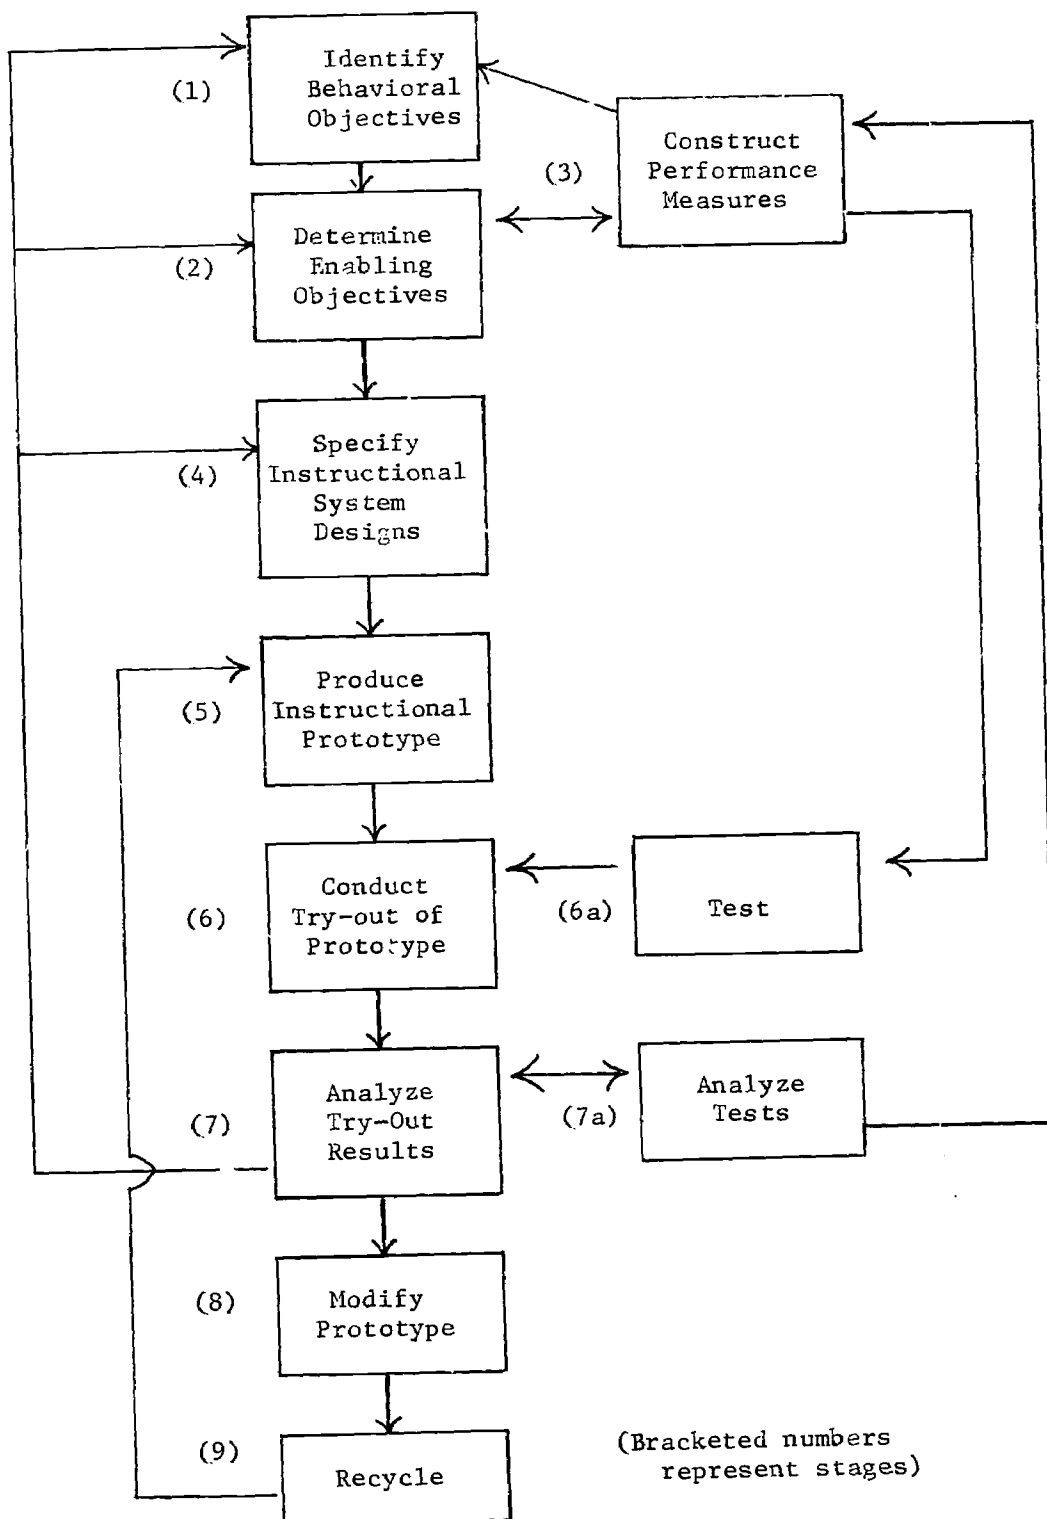 (1)
Identify
Behavioral
Objectives
Construct
Performance
Measures
(3)
(2)
Determine
Enabling
Objectives
(4)
Specify
Instructional
System
Designs
(5)
Produce
Instructional
Prototype
(6)
Conduct
Try-out of
Prototype
(6a)
Test
(7)
Analyze
Try-Out
Results
(7a)
Analyze
Tests
(8)
Modify
Prototype
(9)
Recycle
(Bracketed numbers
represent stages)